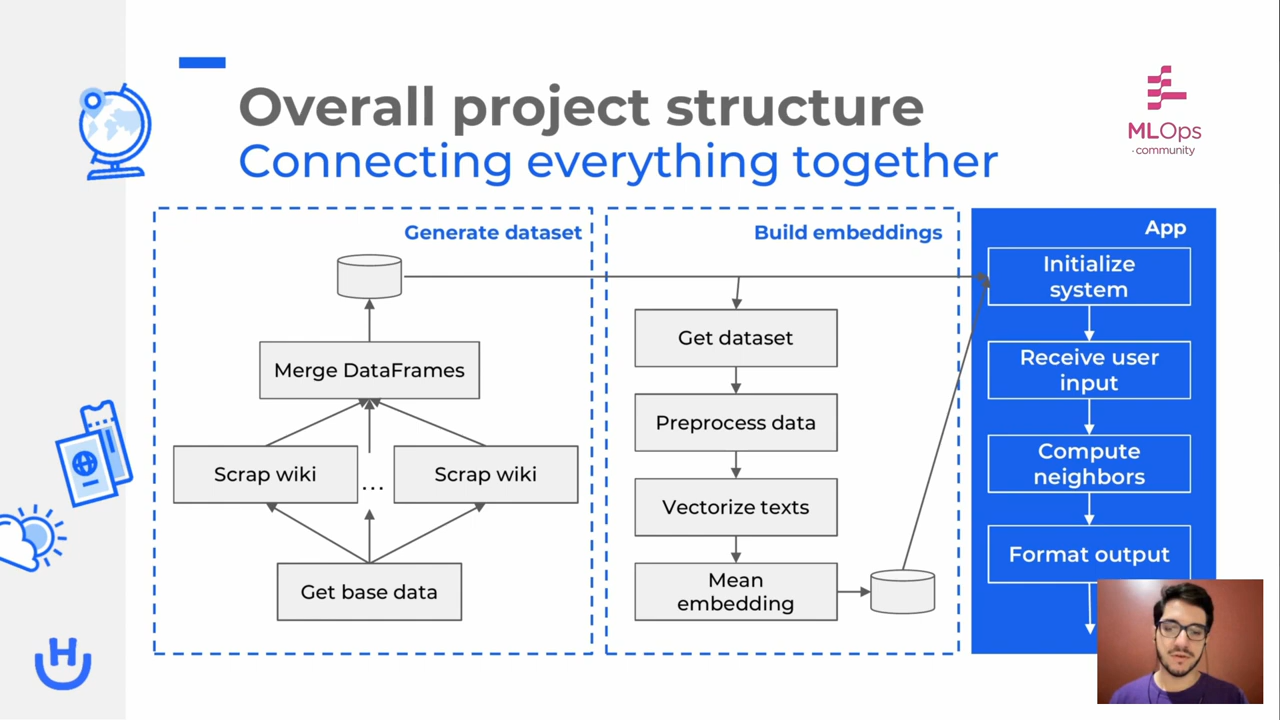 Overall project structure
Connecting everything together
MLOps
community
Generate dataset
Merge DataFrames
Scrap wiki
...
Scrap wiki
Get base data
Build embeddings
Get dataset
Preprocess data
Vectorize texts
Mean
embedding
App
Initialize
system
Receive user
input
Compute
neighbors
Format output
H